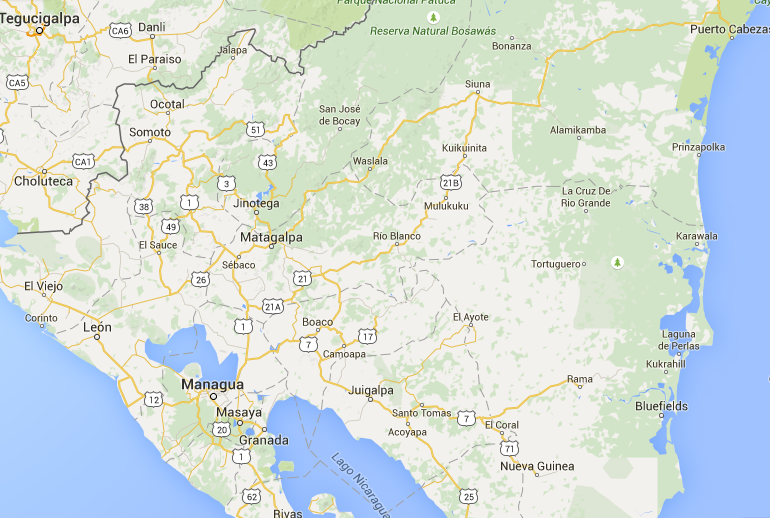 Parque Nacional Patuca
Tegucigalpa
CA6
Danli
Reserva Natural Bosawás
Puerto Cabezas
Bonanza
Jalapa
El Paraiso
CA5
Siuna
Ocotal
San José
de Bocay
51
Alamikamba
Somoto
Kuikuinita
Prinzapolka
CA1
43
Waslala
Choluteca
3
21B
La Cruz De
Rio Grande
38
1
Jinotega
Mulukuku
49
Matagalpa
Río Blanco
Karawala
El Sauce
Sébaco
Tortuguero
26
21
El Viejo
21A
Corinto
León
1
Boaco
El Ayote
17
Laguna
de Perlas
7
Camoapa
Kukrahill
Managua
Juigalpa
Rama
12
Masaya
Santo Tomas
Bluefields
20
7
El Coral
Granada
Acoyapa
1
71
Lago Nicaragua
Nueva Guinea
62
25
Rivas